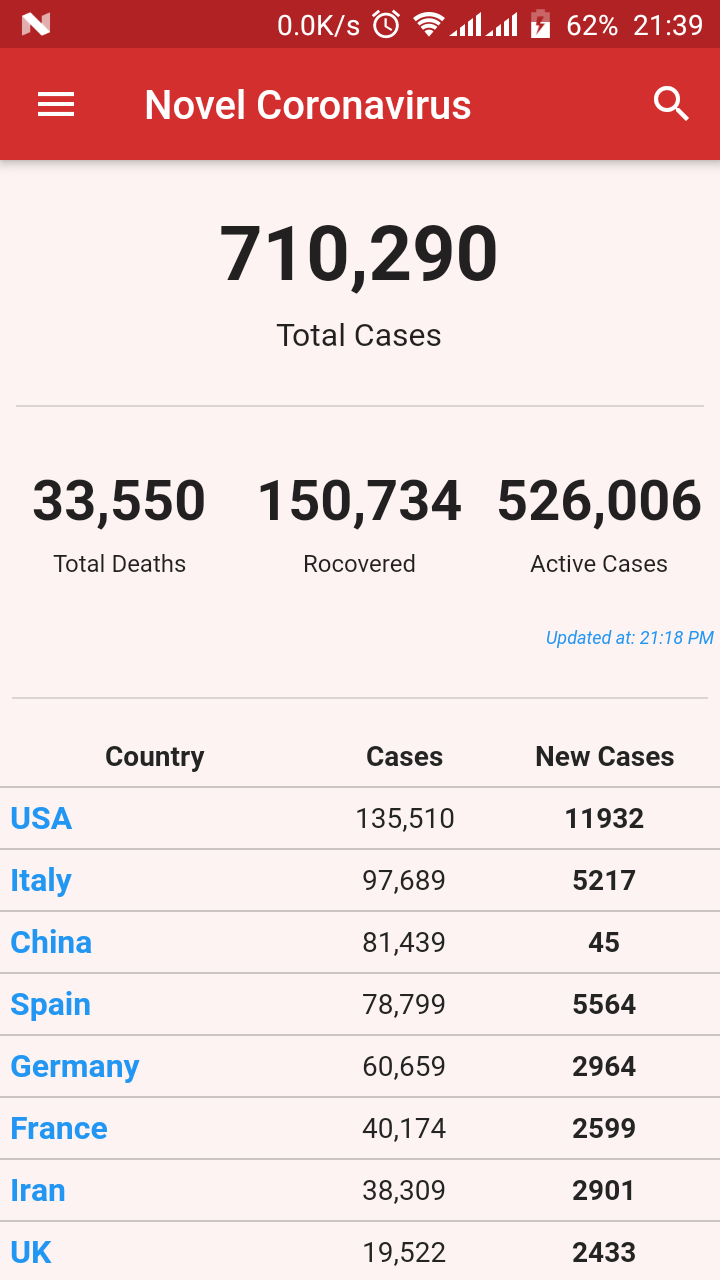 0.0K/s 62% 21:39
Novel Coronavirus
710,290
Total Cases
33,550 150,734 526,006
Total Deaths Rocovered Active Cases
Updated at: 21:18 PM
Country Cases New Cases
USA 135,510 11932
Italy 97,689 5217
China 81,439 45
Spain 78,799 5564
Germany 60,659 2964
France 40,174 2599
Iran 38,309 2901
UK 19,522 2433